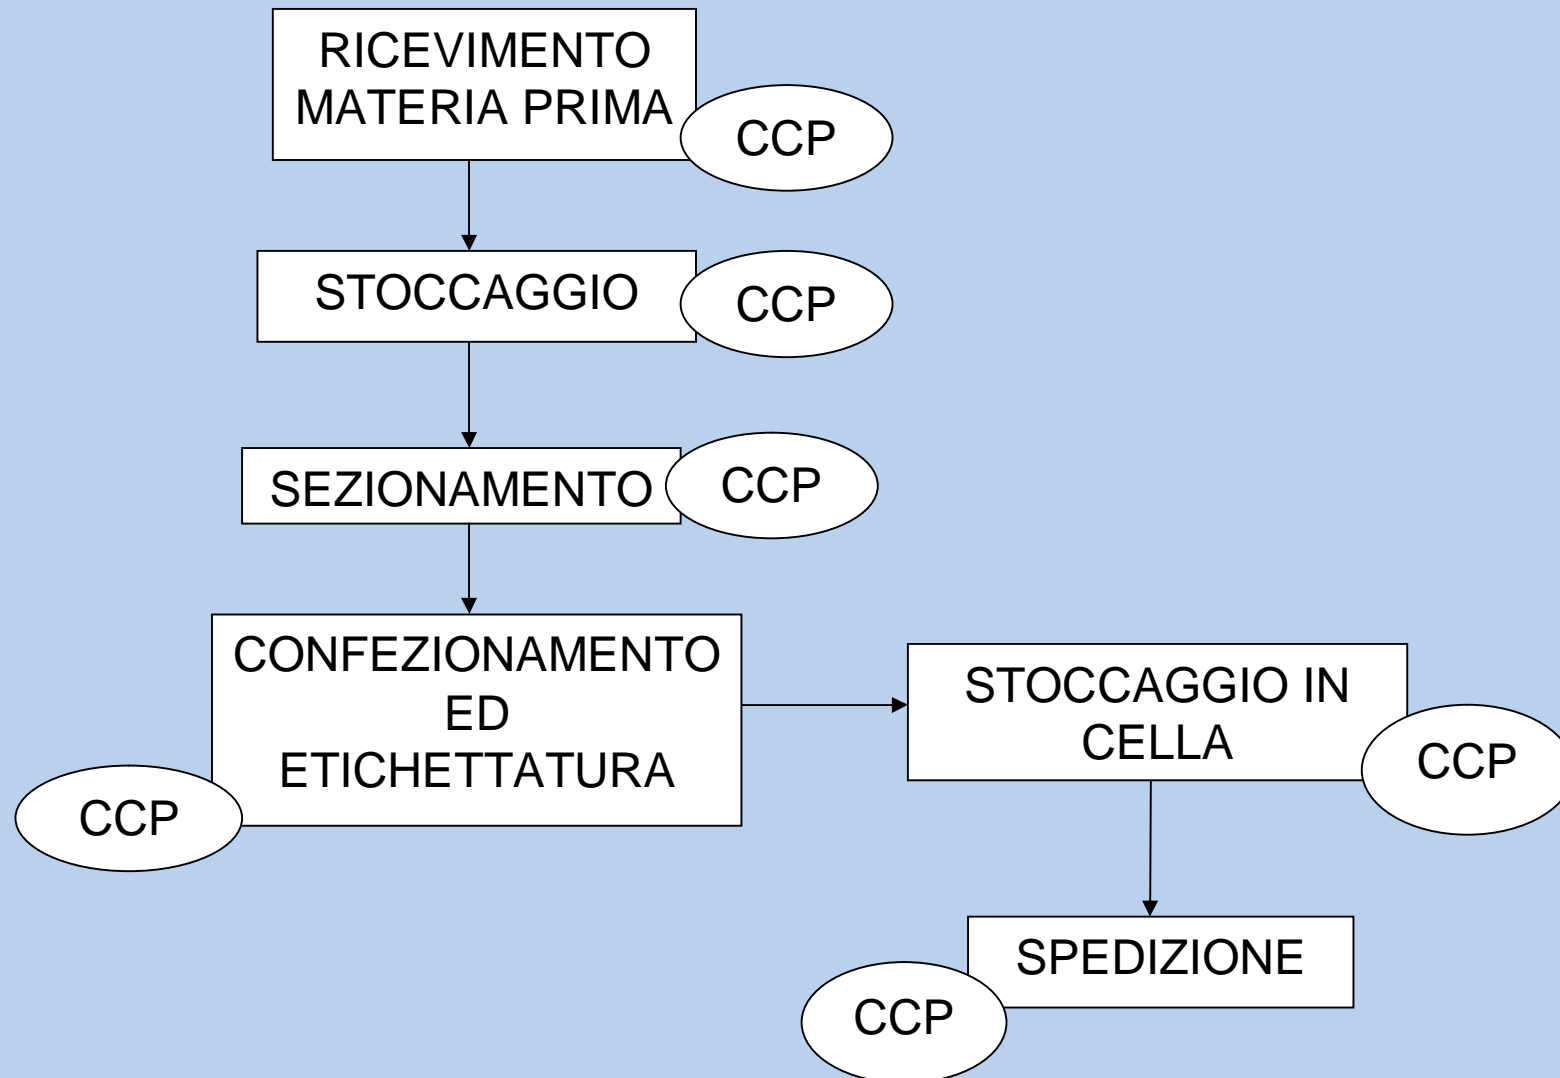 RICEVIMENTO
MATERIA PRIMA
CCP
STOCCAGGIO
CCP
SEZIONAMENTO
CCP
CONFEZIONAMENTO
ED
ETICHETTATURA
CCP
STOCCAGGIO IN
CELLA
CCP
SPEDIZIONE
CCP